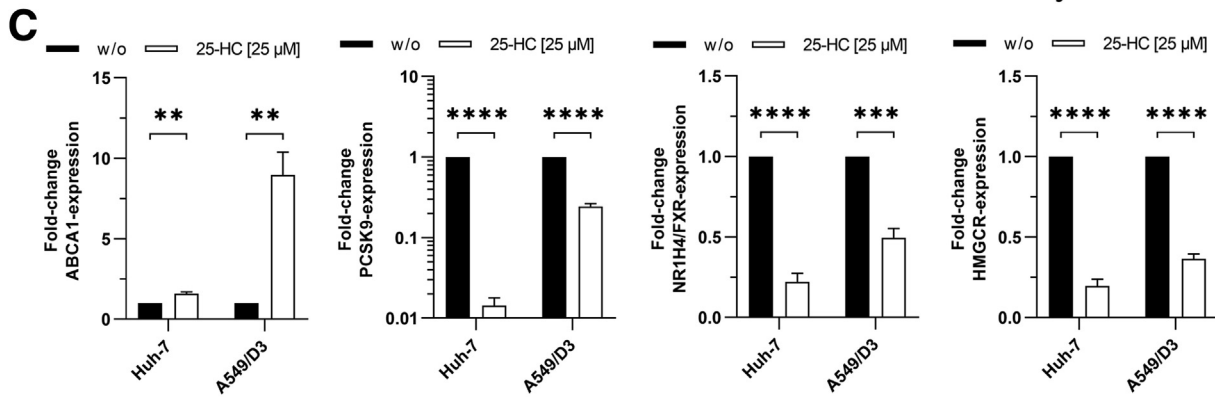 C
w/o 25-HC [25 µM]
Fold-change
ABCA1-expression
15
10
5
0
**
**
Huh-7
A549/D3
w/o 25-HC [25 µM]
Fold-change
PCSK9-expression
10
1
0.1
0.01
****
****
Huh-7
A549/D3
w/o 25-HC [25 µM]
Fold-change
NR1H4/FXR-expression
1.5
1.0
0.5
0.0
****
***
Huh-7
A549/D3
w/o 25-HC [25 µM]
Fold-change
HMGCR-expression
1.5
1.0
0.5
0.0
****
****
Huh-7
A549/D3